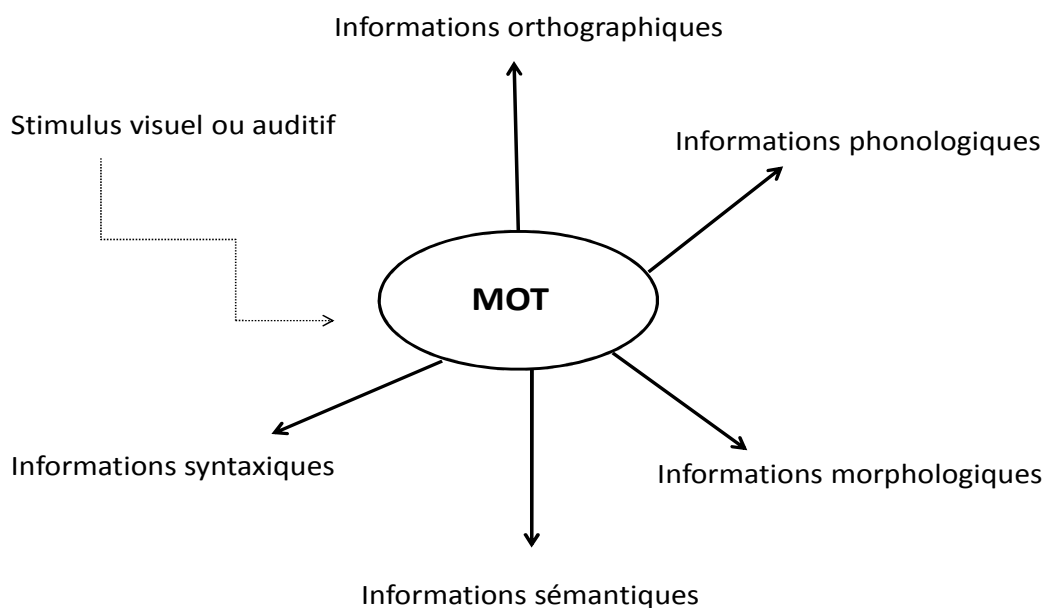 Informations orthographiques
Stimulus visuel ou auditif
Informations phonologiques
MOT
Informations syntaxiques
Informations morphologiques
Informations sémantiques